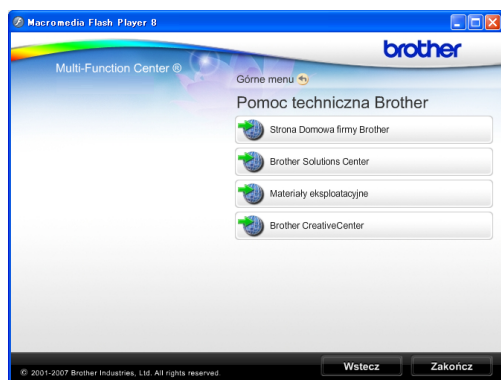 Macromedia Flash Player 8
brother
Multi-Function Center ®
Górne menu
Pomoc techniczna Brother
Strona Domowa firmy Brother
Brother Solutions Center
Materiały eksploatacyjne
Brother CreativeCenter
© 2001-2007 Brother Industries, Ltd. All rights reserved.
Wstecz
Zakończ